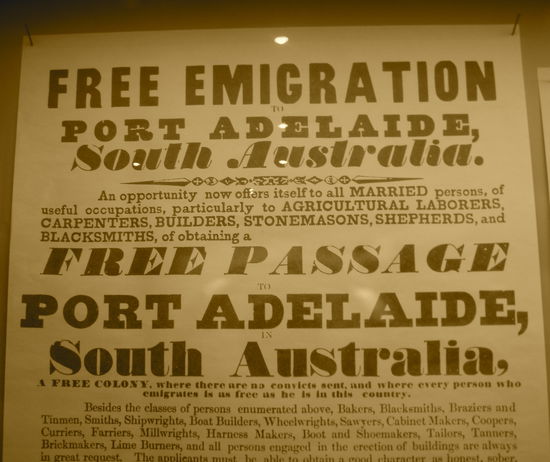 FREE EMIGRATION
TO
PORT ADELAIDE,
South Australia.
An opportunity now offers itself to all MARRIED persons, of
useful occupations, particularly to AGRICULTURAL LABORERS,
CARPENTERS, BUILDERS, STONEMASONS, SHEPHERDS, and
BLACKSMITHS, of obtaining a
FREE PASSAGE
TO
PORT ADELAIDE,
IN
South Australia,
A FREE COLONY, where there are no convicts sent, and where every person who
emigrates is as free as he is in this country.
Besides the classes of persons enumerated above, Bakers, Blacksmiths, Braziers and
Tinmen, Smiths, Shipwrights, Boat Builders, Wheelwrights, Sawyers, Cabinet Makers, Coopers,
Curriers, Farriers, Millwrights, Harness Makers, Boot and Shoemakers, Tailors, Tanners,
Brickmakers, Lime Burners, and all persons engaged in the erection of buildings are always
in great request. The applicants must be able to obtain a good character as honest, sober,